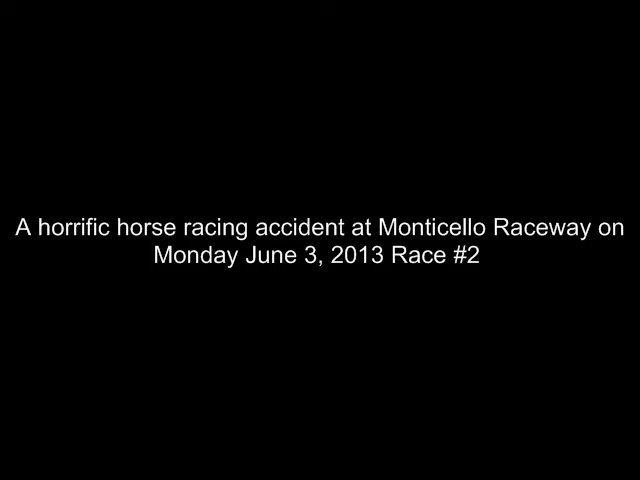 A horrific horse racing accident at Monticello Raceway on
Monday June 3, 2013 Race #2